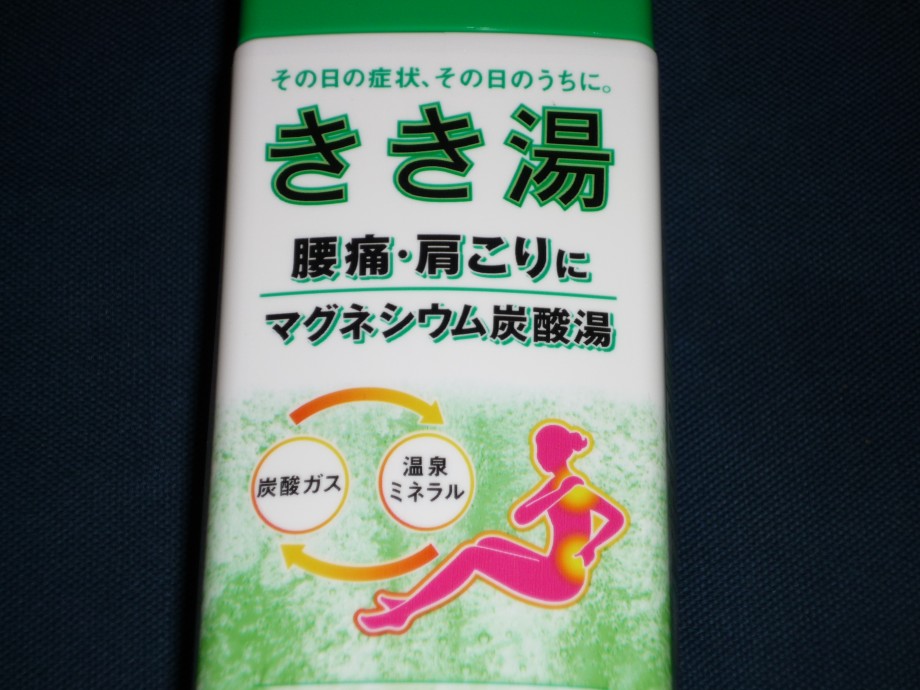 その日の症状、その日のうちに。
きき湯
腰痛・肩こりに
マグネシウム炭酸湯
炭酸ガス
温泉
ミネラル